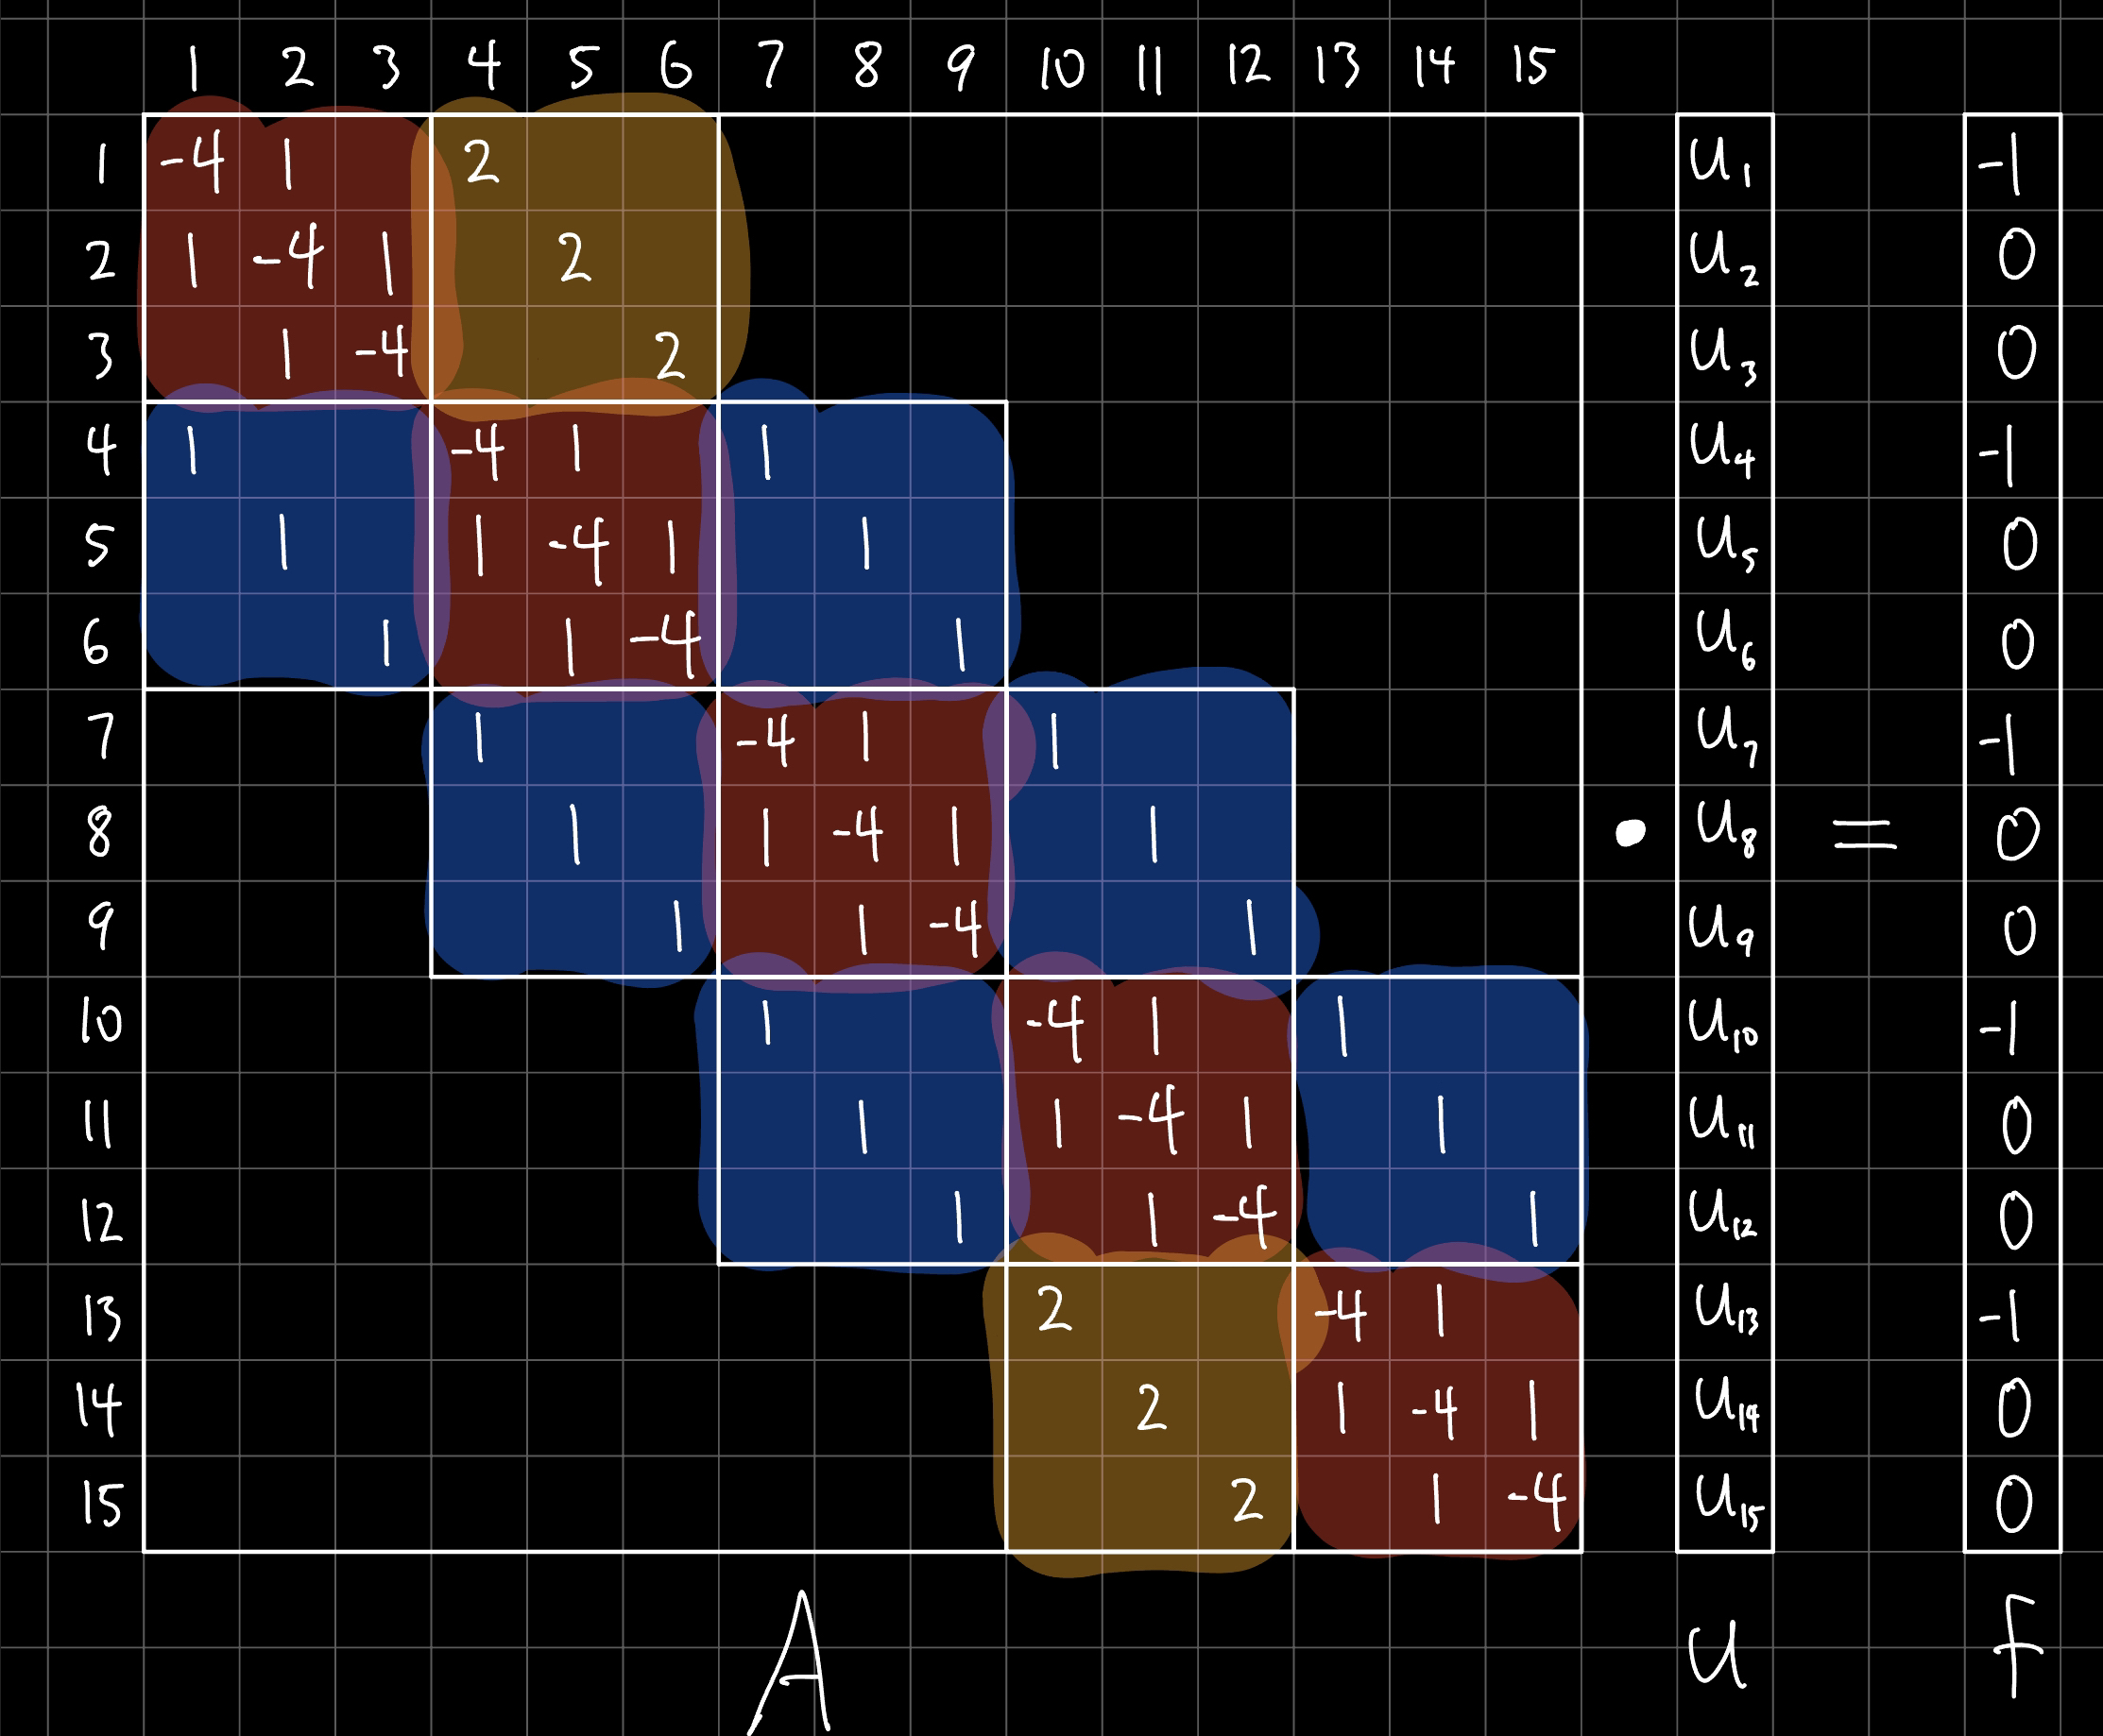 1 2 3 4 5 6 7 8 9 10 11 12 13 14 15
1 -4 1 2 u₁ -1
2 1 -4 1 2 u₂ 0
3 1 -4 2 u₃ 0
4 1 -4 1 1 u₄ -1
5 1 1 -4 1 1 u₅ 0
6 1 1 -4 1 u₆ 0
7 1 -4 1 1 u₇ -1
8 1 1 -4 1 1 • u₈ = 0
9 1 1 -4 1 u₉ 0
10 1 -4 1 1 u₁₀ -1
11 1 1 -4 1 1 u₁₁ 0
12 1 1 -4 1 u₁₂ 0
13 2 -4 1 u₁₃ -1
14 2 1 -4 1 u₁₄ 0
15 2 1 -4 u₁₅ 0
A u f